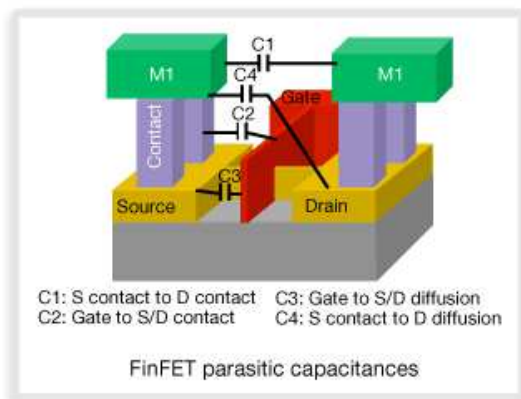 C1
M1
C4
M1
Gate
C2
Contact
C3
Source
Drain
C1: S contact to D contact
C3: Gate to S/D diffusion
C2: Gate to S/D contact
C4: S contact to D diffusion
FinFET parasitic capacitances